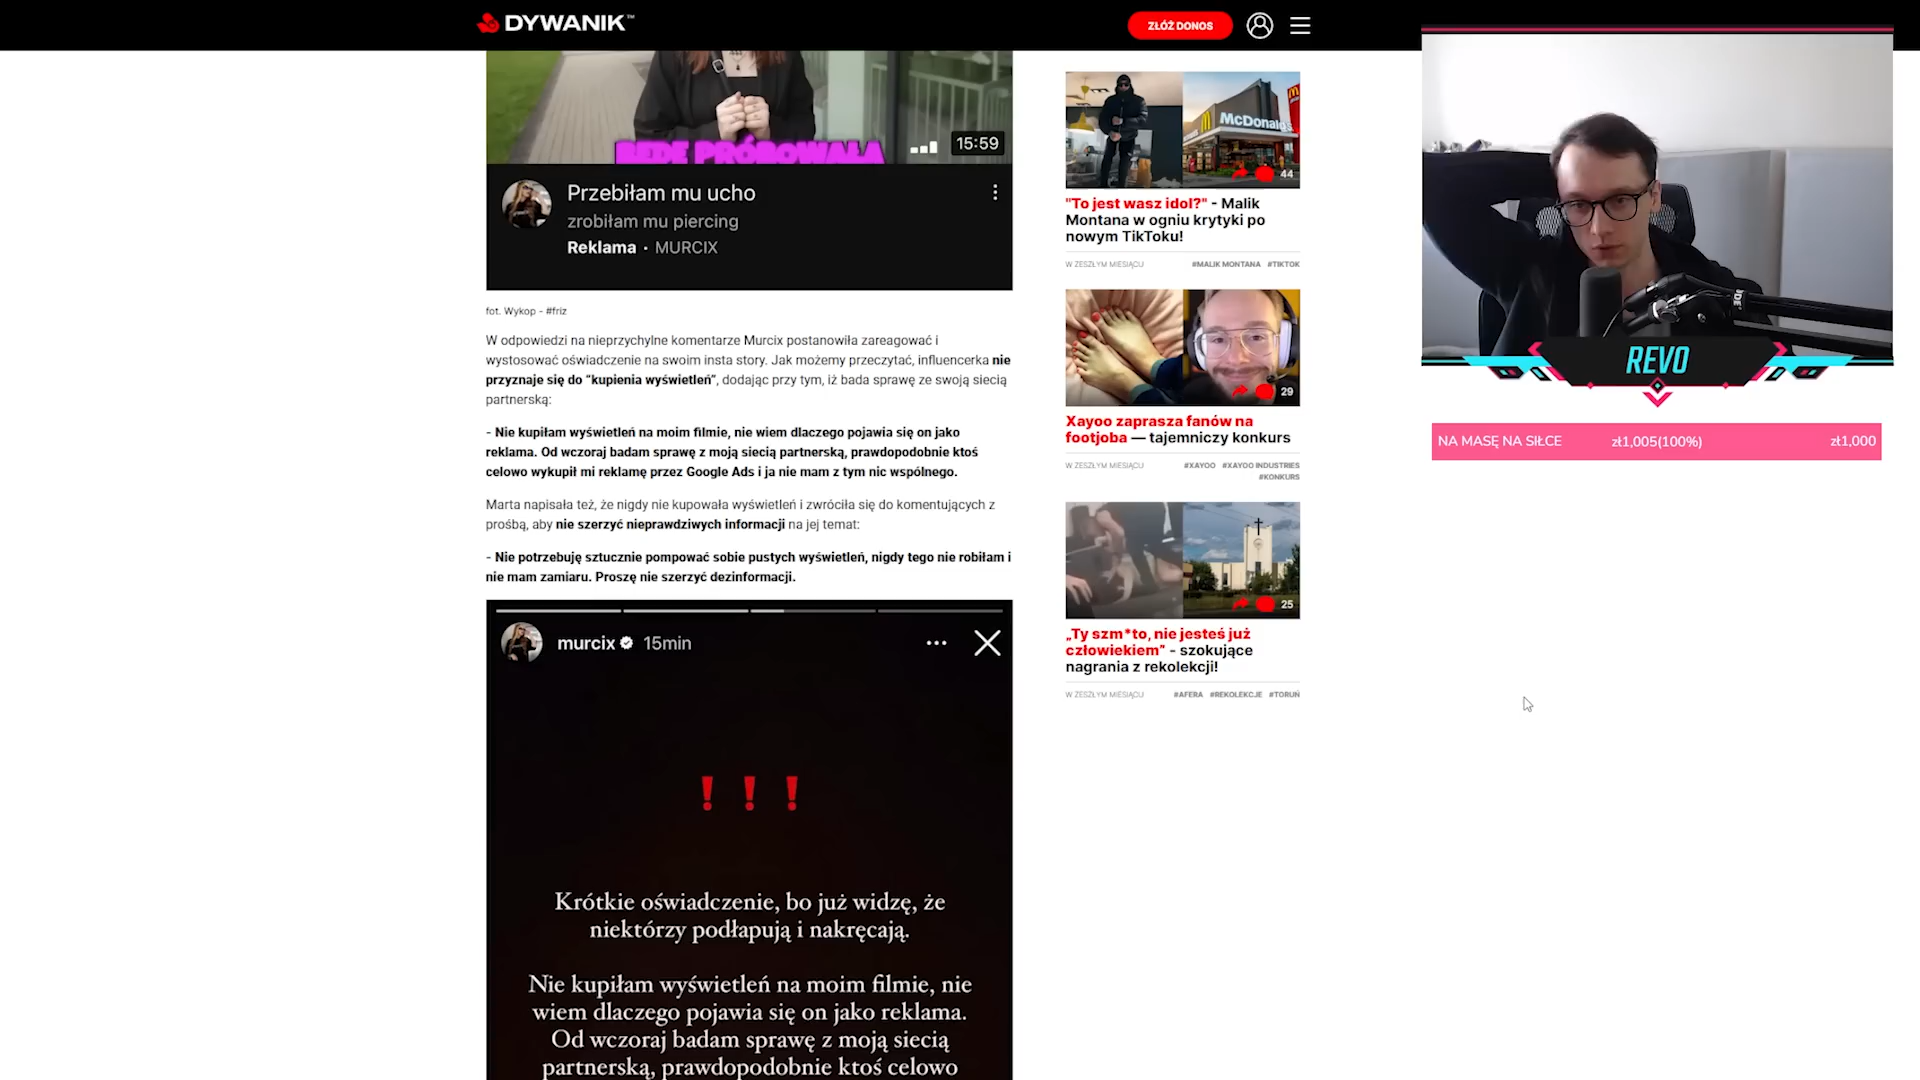 DYWANIK™
ZŁÓŻ DONOS
BĘDĘ PRÓBOWAŁA
15:59
Przebiłam mu ucho
zrobiłam mu piercing
Reklama · MURCIX
fot. Wykop - #friz
W odpowiedzi na nieprzychylne komentarze Murcix postanowiła zareagować i
wystosować oświadczenie na swoim insta story. Jak możemy przeczytać, influencerka nie
przyznaje się do “kupienia wyświetleń”, dodając przy tym, iż bada sprawę ze swoją siecią
partnerską:
- Nie kupiłam wyświetleń na moim filmie, nie wiem dlaczego pojawia się on jako
reklama. Od wczoraj badam sprawę z moją siecią partnerską, prawdopodobnie ktoś
celowo wykupił mi reklamę przez Google Ads i ja nie mam z tym nic wspólnego.
Marta napisała też, że nigdy nie kupowała wyświetleń i zwróciła się do komentujących z
prośbą, aby nie szerzyć nieprawdziwych informacji na jej temat:
- Nie potrzebuję sztucznie pompować sobie pustych wyświetleń, nigdy tego nie robiłam i
nie mam zamiaru. Proszę nie szerzyć dezinformacji.
murcix 15min
! ! !
Krótkie oświadczenie, bo już widzę, że
niektórzy podłapują i nakręcają.
Nie kupiłam wyświetleń na moim filmie, nie
wiem dlaczego pojawia się on jako reklama.
Od wczoraj badam sprawę z moją siecią
partnerską, prawdopodobnie ktoś celowo
McDonald's
44
"To jest wasz idol?" - Malik
Montana w ogniu krytyki po
nowym TikToku!
W ZESZŁYM MIESIĄCU #MALIK MONTANA #TIKTOK
29
Xayoo zaprasza fanów na
footjoba — tajemniczy konkurs
W ZESZŁYM MIESIĄCU #XAYOO #XAYOO INDUSTRIES
#KONKURS
25
„Ty szm*to, nie jesteś już
człowiekiem” - szokujące
nagrania z rekolekcji!
W ZESZŁYM MIESIĄCU #AFERA #REKOLEKCJE #TORUŃ
REVO
NA MASĘ NA SIŁCE zł1,005(100%) zł1,000